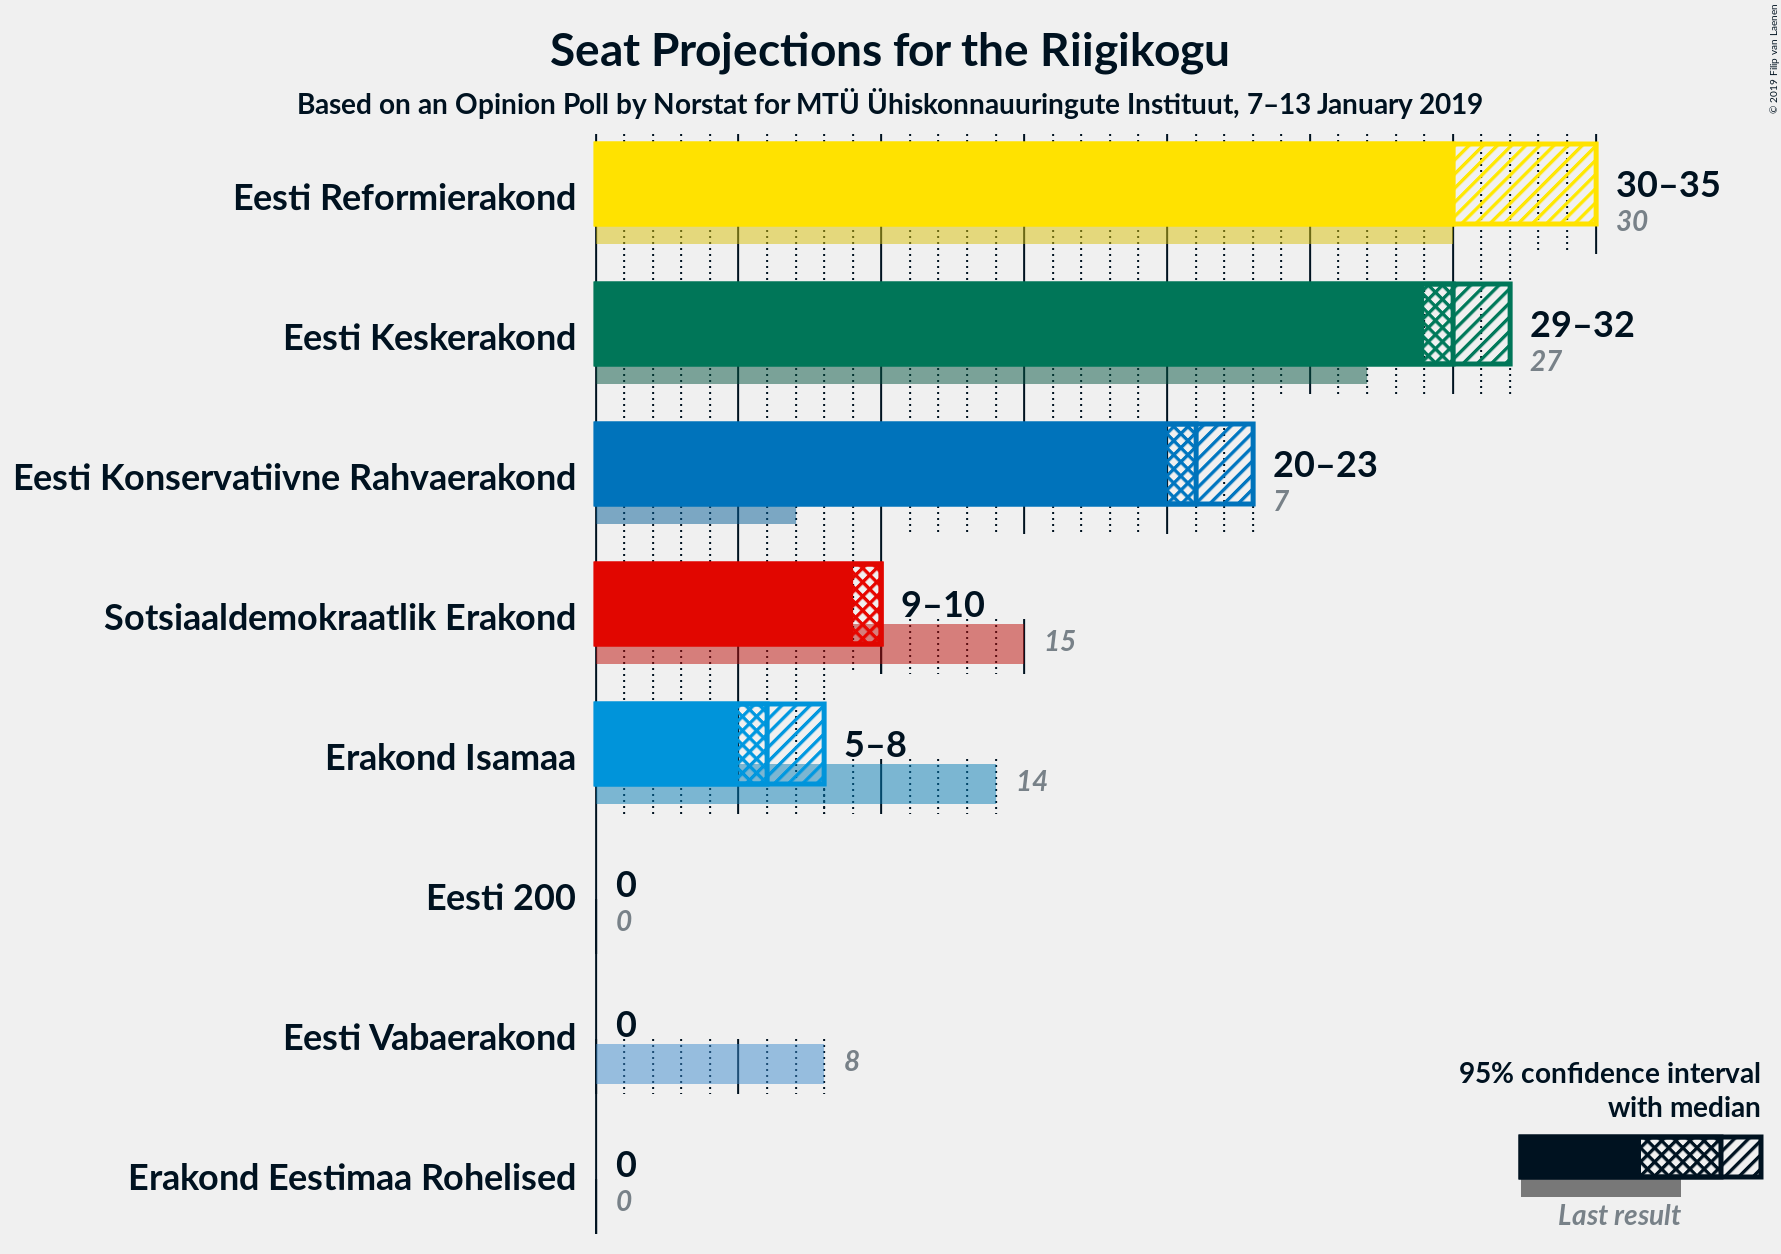 Seat Projections for the Riigikogu
Based on an Opinion Poll by Norstat for MTÜ Ühiskonnauuringute Instituut, 7–13 January 2019
© 2019 Filip van Laenen
Eesti Reformierakond
30–35
30
Eesti Keskerakond
29–32
27
Eesti Konservatiivne Rahvaerakond
20–23
7
Sotsiaaldemokraatlik Erakond
9–10
15
Erakond Isamaa
5–8
14
Eesti 200
0
0
Eesti Vabaerakond
0
8
Erakond Eestimaa Rohelised
0
0
95% confidence interval
with median
Last result